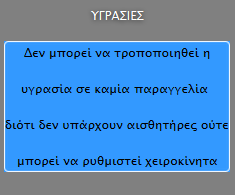 ΥΓΡΑΣΙΕΣ
Δεν μπορεί να τροποποιηθεί η
υγρασία σε καμία παραγγελία
διότι δεν υπάρχουν αισθητήρες ούτε
μπορεί να ρυθμιστεί χειροκίνητα